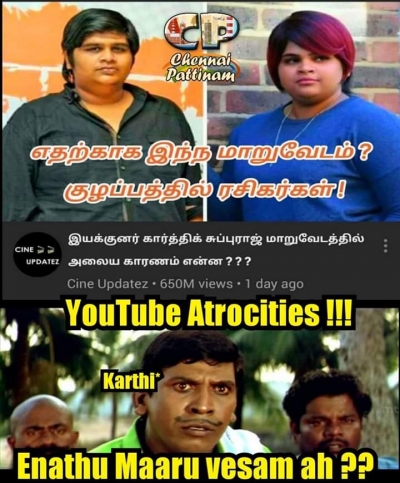 CP
Chennai
Pattinam
எதற்காக இந்த மாறுவேடம்?
குழப்பத்தில் ரசிகர்கள்!
CINE
UPDATEZ
இயக்குனர் கார்த்திக் சுப்புராஜ் மாறுவேடத்தில்
அலைய காரணம் என்ன ???
Cine Updatez • 650M views • 1 day ago
YouTube Atrocities !!!
Karthi*
Enathu Maaru vesam ah ??